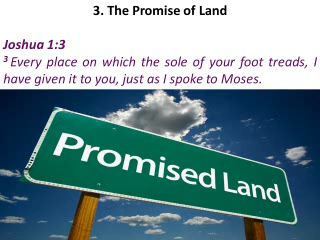 3. The Promise of Land
Joshua 1:3
3 Every place on which the sole of your foot treads, I
have given it to you, just as I spoke to Moses.
Promised Land